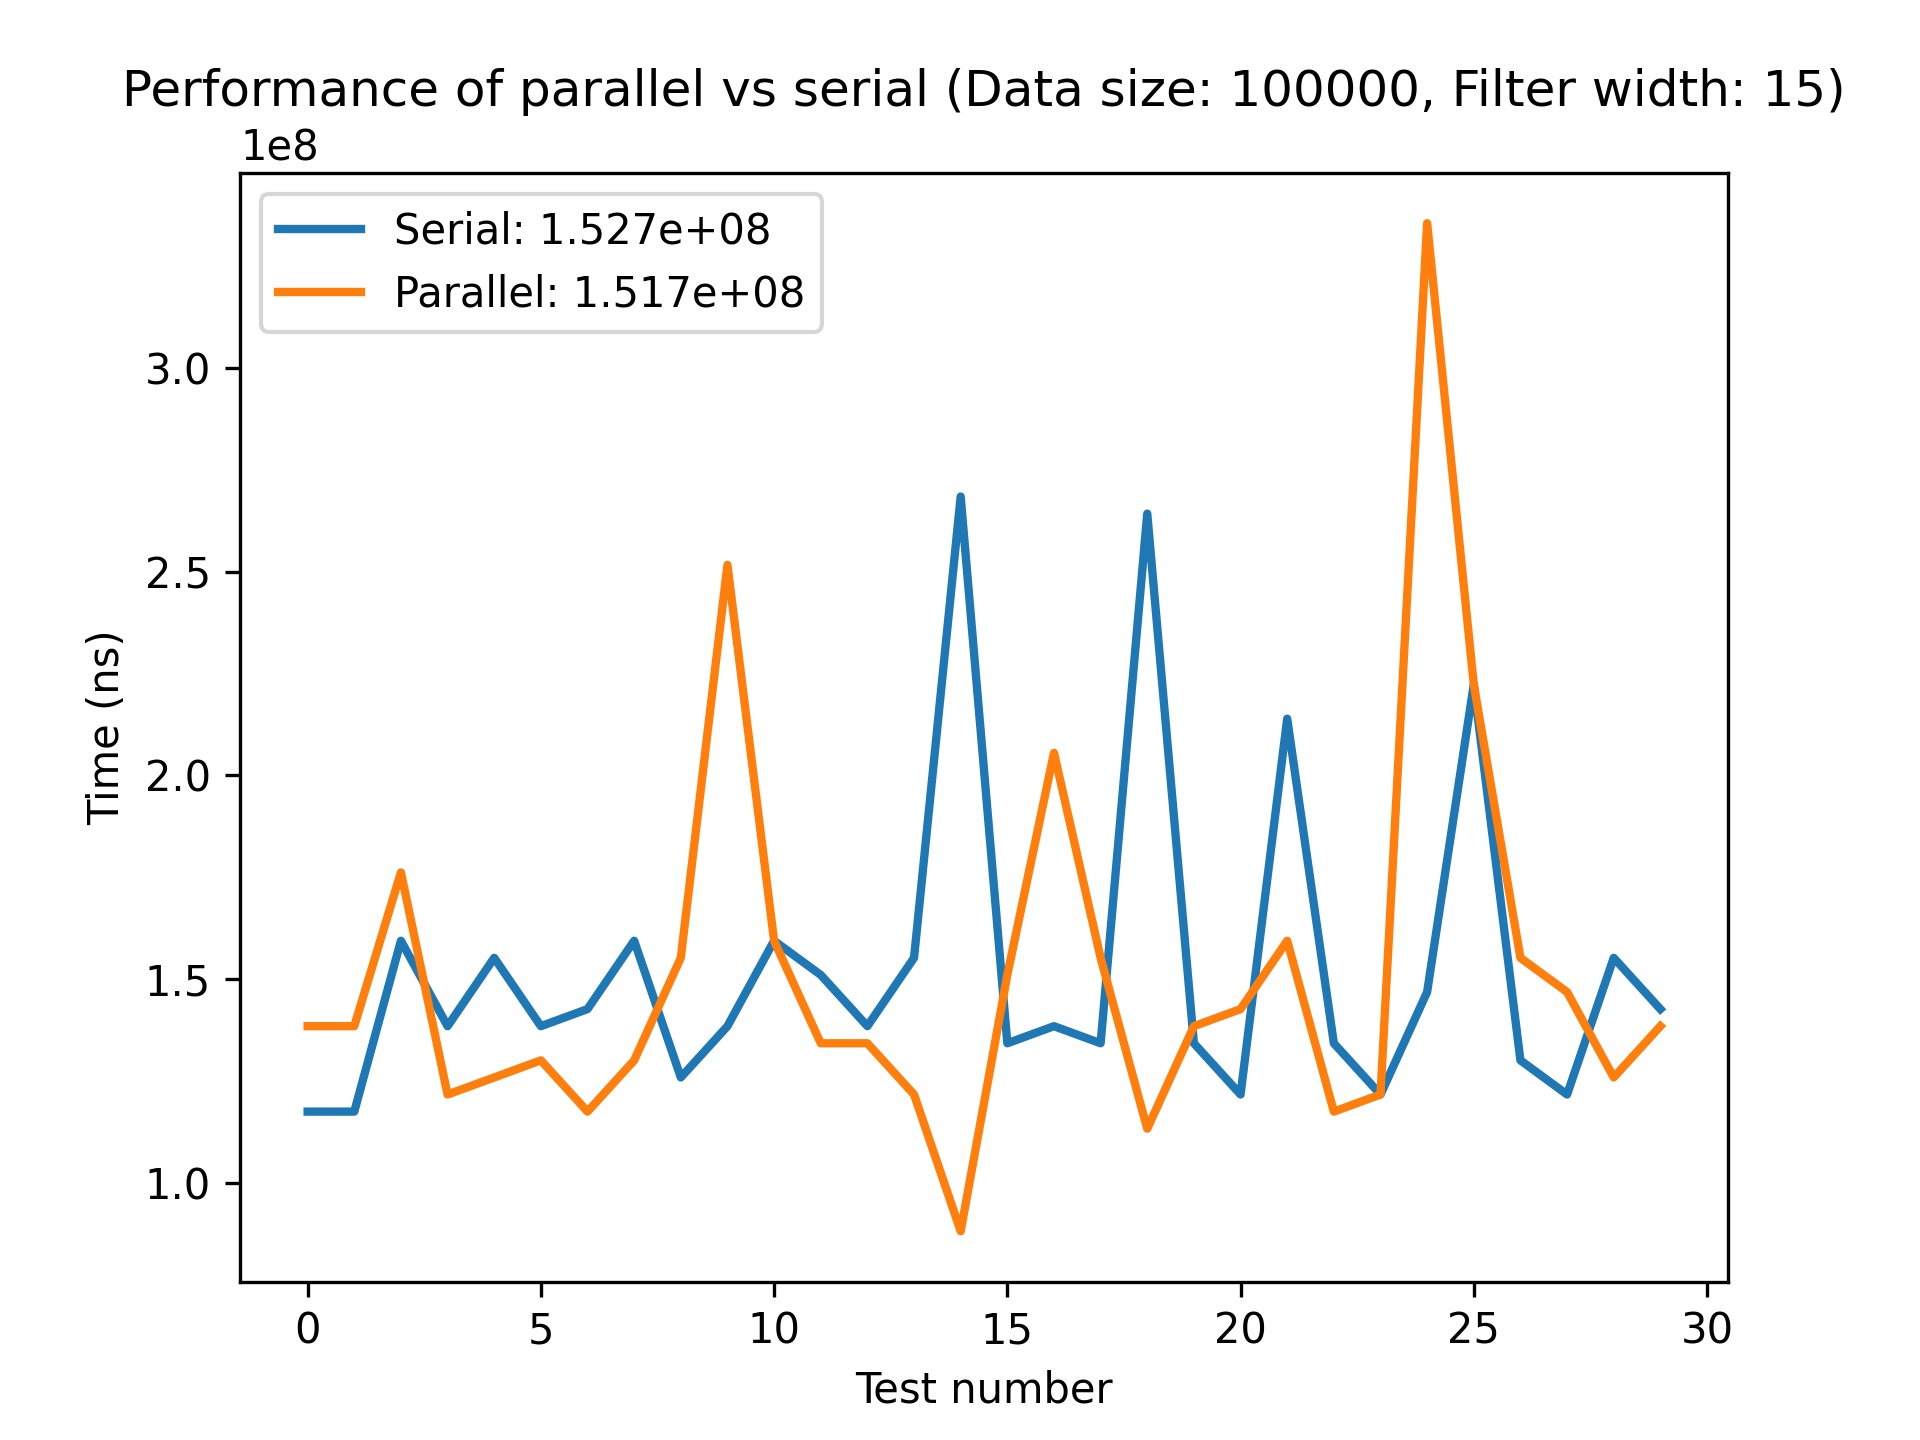 Performance of parallel vs serial (Data size: 100000, Filter width: 15)
1e8
Serial: 1.527e+08
Parallel: 1.517e+08
3.0
2.5
2.0
1.5
1.0
Time (ns)
0 5 10 15 20 25 30
Test number